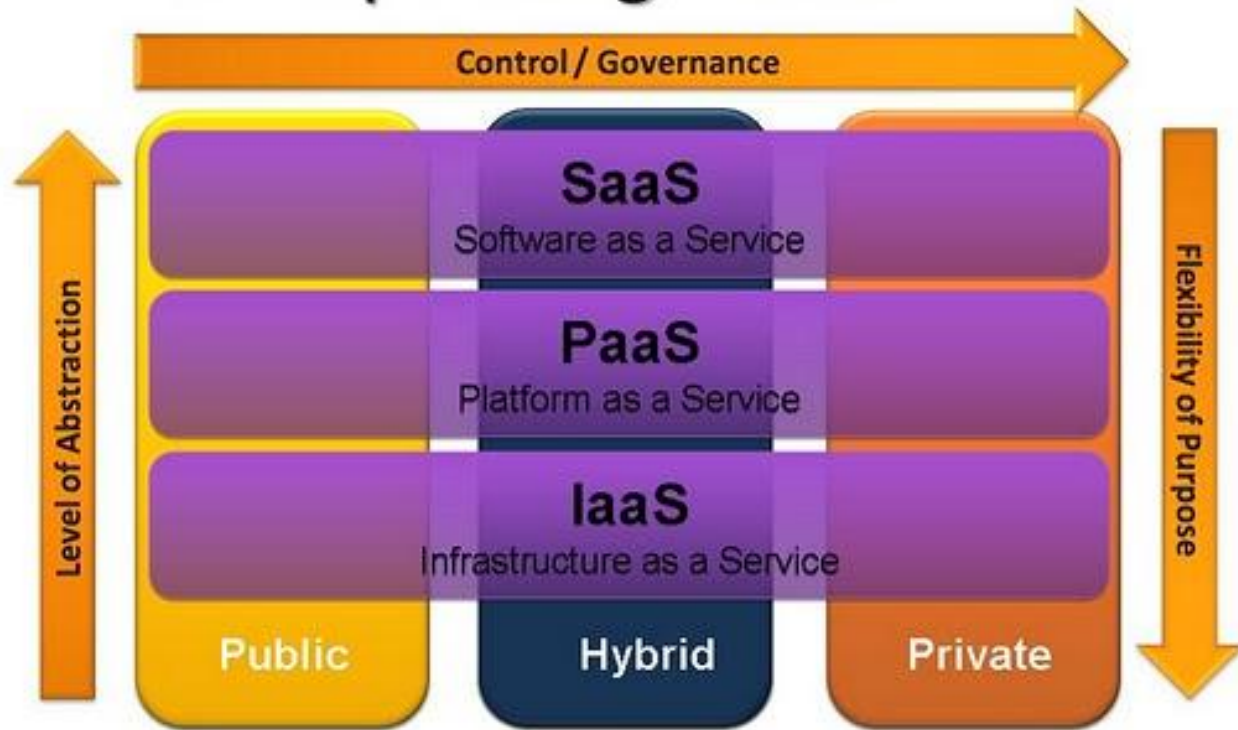 Control / Governance
Level of Abstraction
SaaS
Software as a Service
PaaS
Platform as a Service
IaaS
Infrastructure as a Service
Flexibility of Purpose
Public
Hybrid
Private